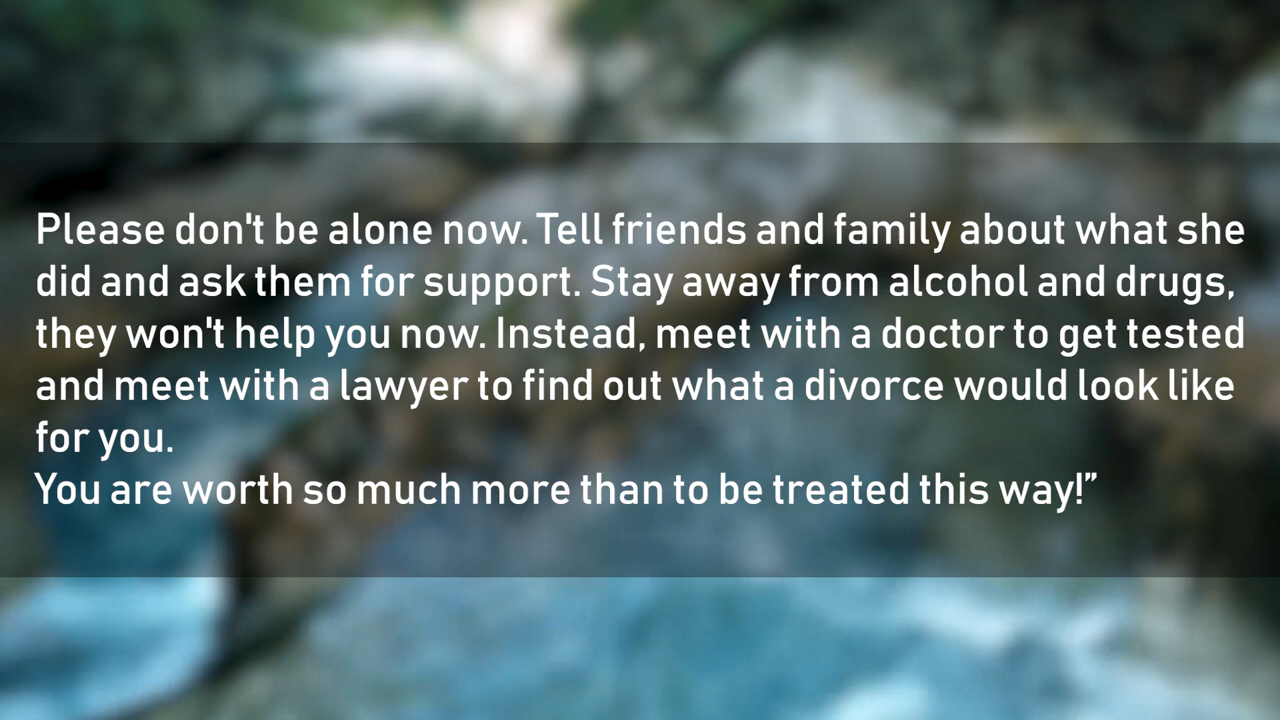 Please don't be alone now. Tell friends and family about what she
did and ask them for support. Stay away from alcohol and drugs,
they won't help you now. Instead, meet with a doctor to get tested
and meet with a lawyer to find out what a divorce would look like
for you.
You are worth so much more than to be treated this way!”